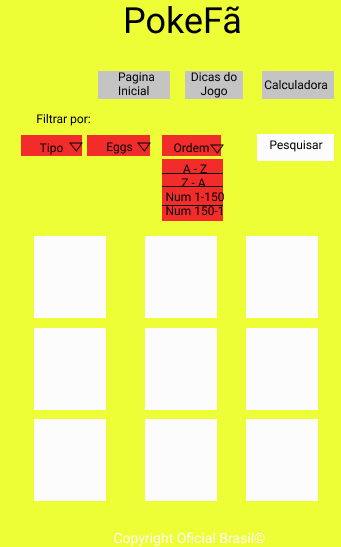 PokeFã
Pagina
Inicial
Dicas do
Jogo
Calculadora
Filtrar por:
Tipo
Eggs
Ordem
Pesquisar
A - Z
Z - A
Num 1-150
Num 150-1
Copyright Oficial Brasil©